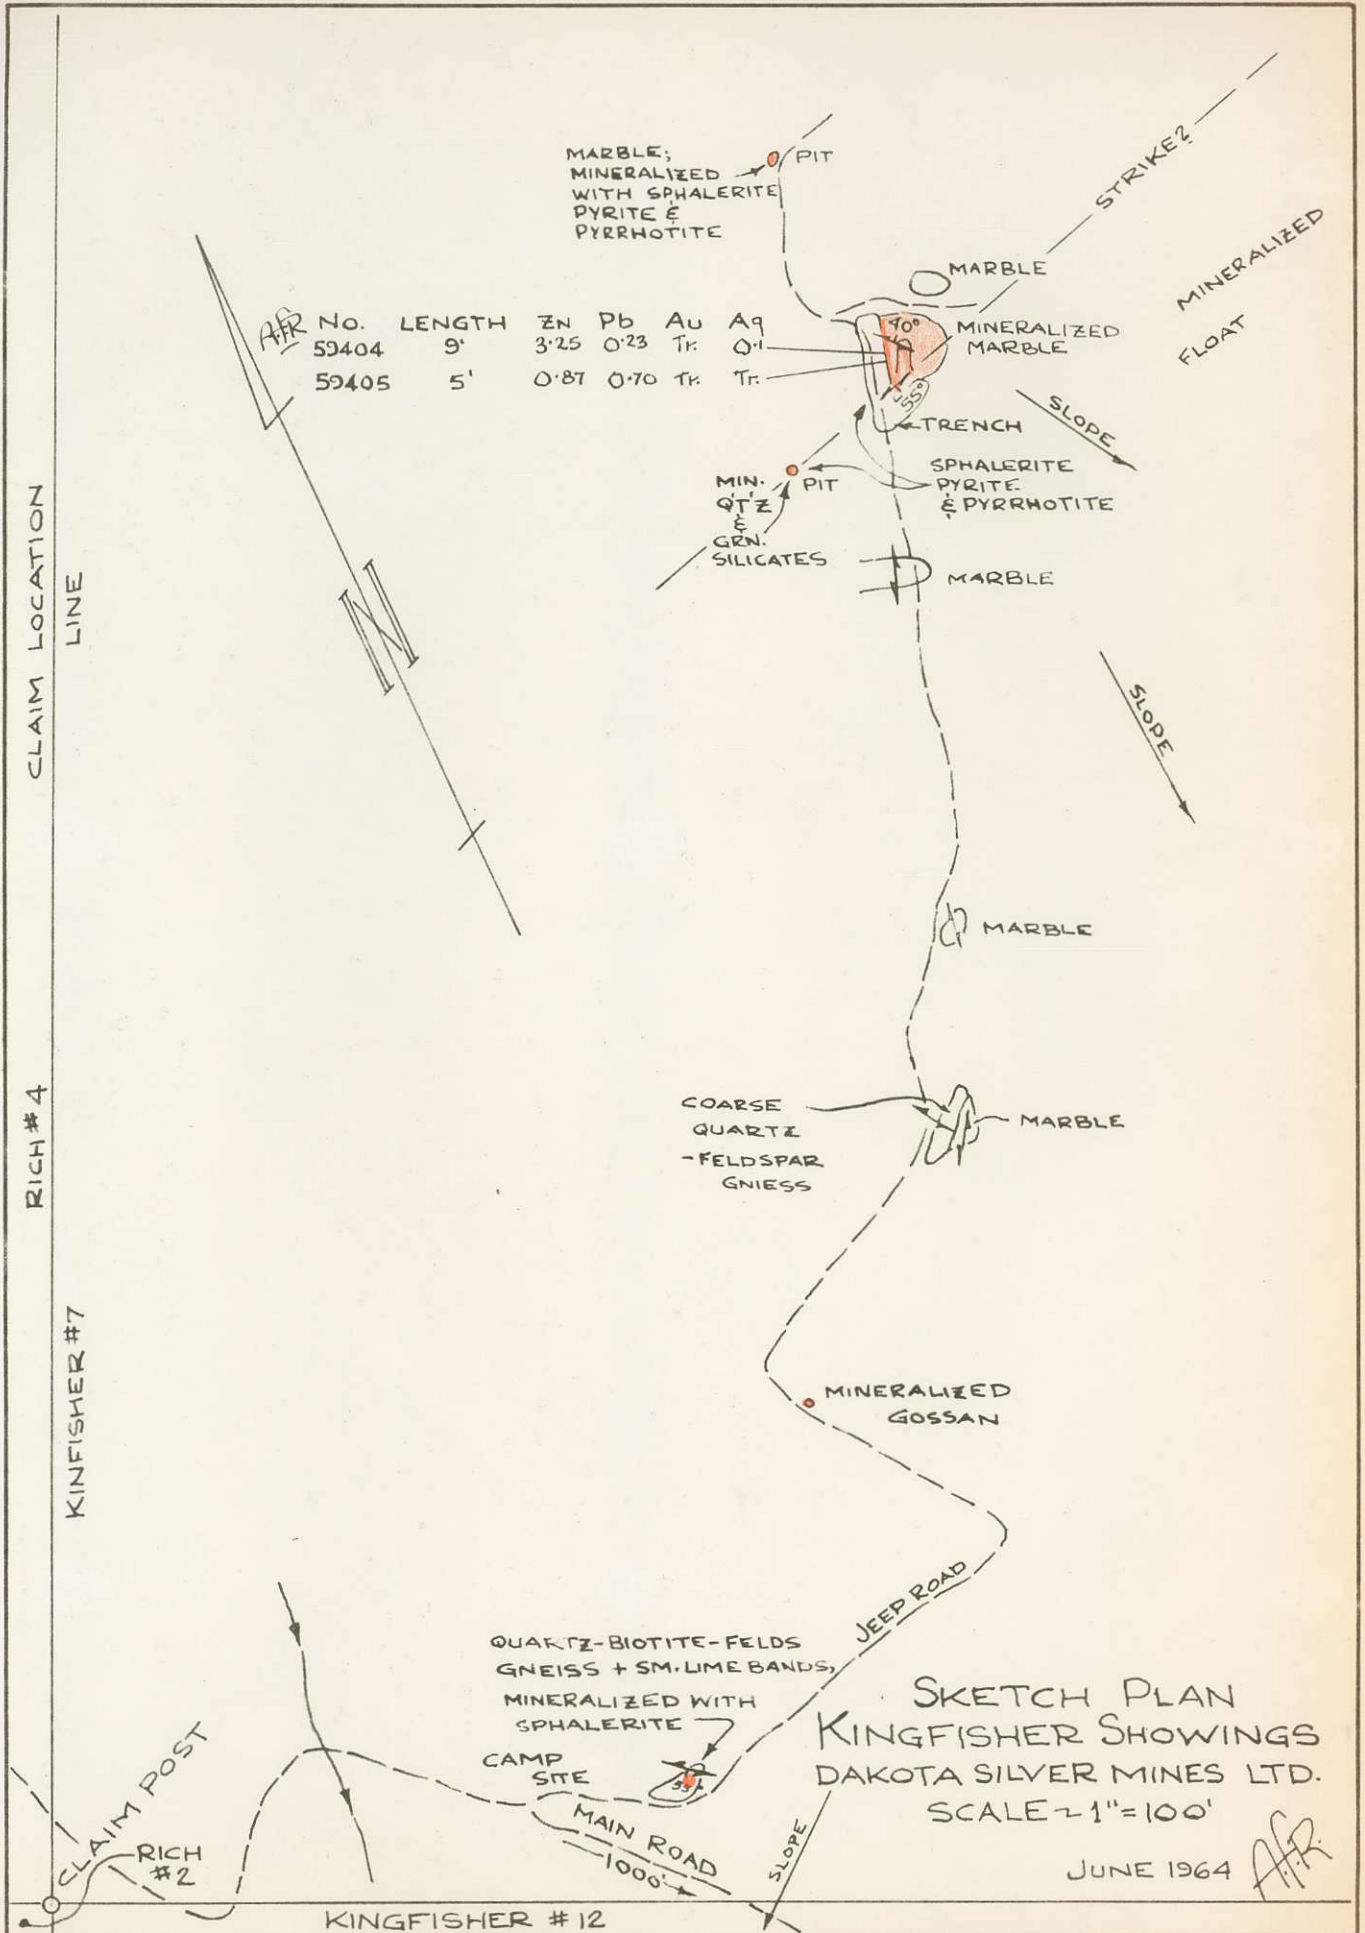 MARBLE;
MINERALIZED
WITH SPHALERITE
PYRITE &
PYRRHOTITE
PIT
STRIKE?
MINERALIZED
FLOAT
MARBLE
AFR No. LENGTH ZN Pb Au Ag
59404 9' 3.25 0.23 Tr. 0.1
59405 5' 0.87 0.70 Tr. Tr.
40°
MINERALIZED
MARBLE
55°
TRENCH
SLOPE
SPHALERITE
PYRITE
& PYRRHOTITE
PIT
MIN.
QT'Z
&
GRN.
SILICATES
MARBLE
N
CLAIM LOCATION
LINE
SLOPE
MARBLE
COARSE
QUARTZ
-FELDSPAR
GNIESS
MARBLE
RICH #4
KINFISHER #7
MINERALIZED
GOSSAN
JEEP ROAD
QUARTZ-BIOTITE-FELDS
GNEISS + SM. LIME BANDS,
MINERALIZED WITH
SPHALERITE
CAMP
SITE
55
MAIN ROAD
1000'
SLOPE
CLAIM POST
RICH
#2
KINGFISHER #12
SKETCH PLAN
KINGFISHER SHOWINGS
DAKOTA SILVER MINES LTD.
SCALE ~ 1"=100'
JUNE 1964 A.F.R.